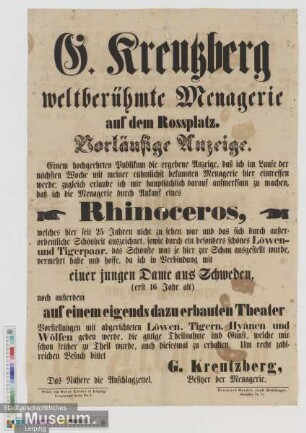 G. Kreutzberg
weltberühmte Menagerie
auf dem Rossplatz.
Vorläufige Anzeige.
Einem hochgeehrten Publikum die ergebene Anzeige, daß ich im Laufe der
nächsten Woche mit meiner rühmlichst bekannten Menagerie hier eintreffen
werde; zugleich erlaube ich mir hauptsächlich darauf aufmerksam zu machen,
daß ich die Menagerie durch Ankauf eines
Rhinoceros,
welches hier seit 25 Jahren nicht zu sehen war und das sich durch außer-
ordentliche Schönheit auszeichnet, sowie durch ein besonders schönes Löwen-
und Tigerpaar, das Schönste was je hier zur Schau ausgestellt wurde,
vermehrt habe und hoffe, da ich in Verbindung mit
einer jungen Dame aus Schweden,
(erst 16 Jahr alt)
noch außerdem
auf einem eigends dazu erbauten Theater
Vorstellungen mit abgerichteten Löwen, Tigern, Hyänen und
Wölfen geben werde, die gütige Theilnahme und Gunst, welche mir
schon früher zu Theil wurde, auch diesesmal zu erhalten. Um recht zahl-
reichen Besuch bittet
G. Kreutzberg,
Das Nähere die Anschlagzettel.
Besitzer der Menagerie.
Stadtgeschichtliches
Museum
Leipzig